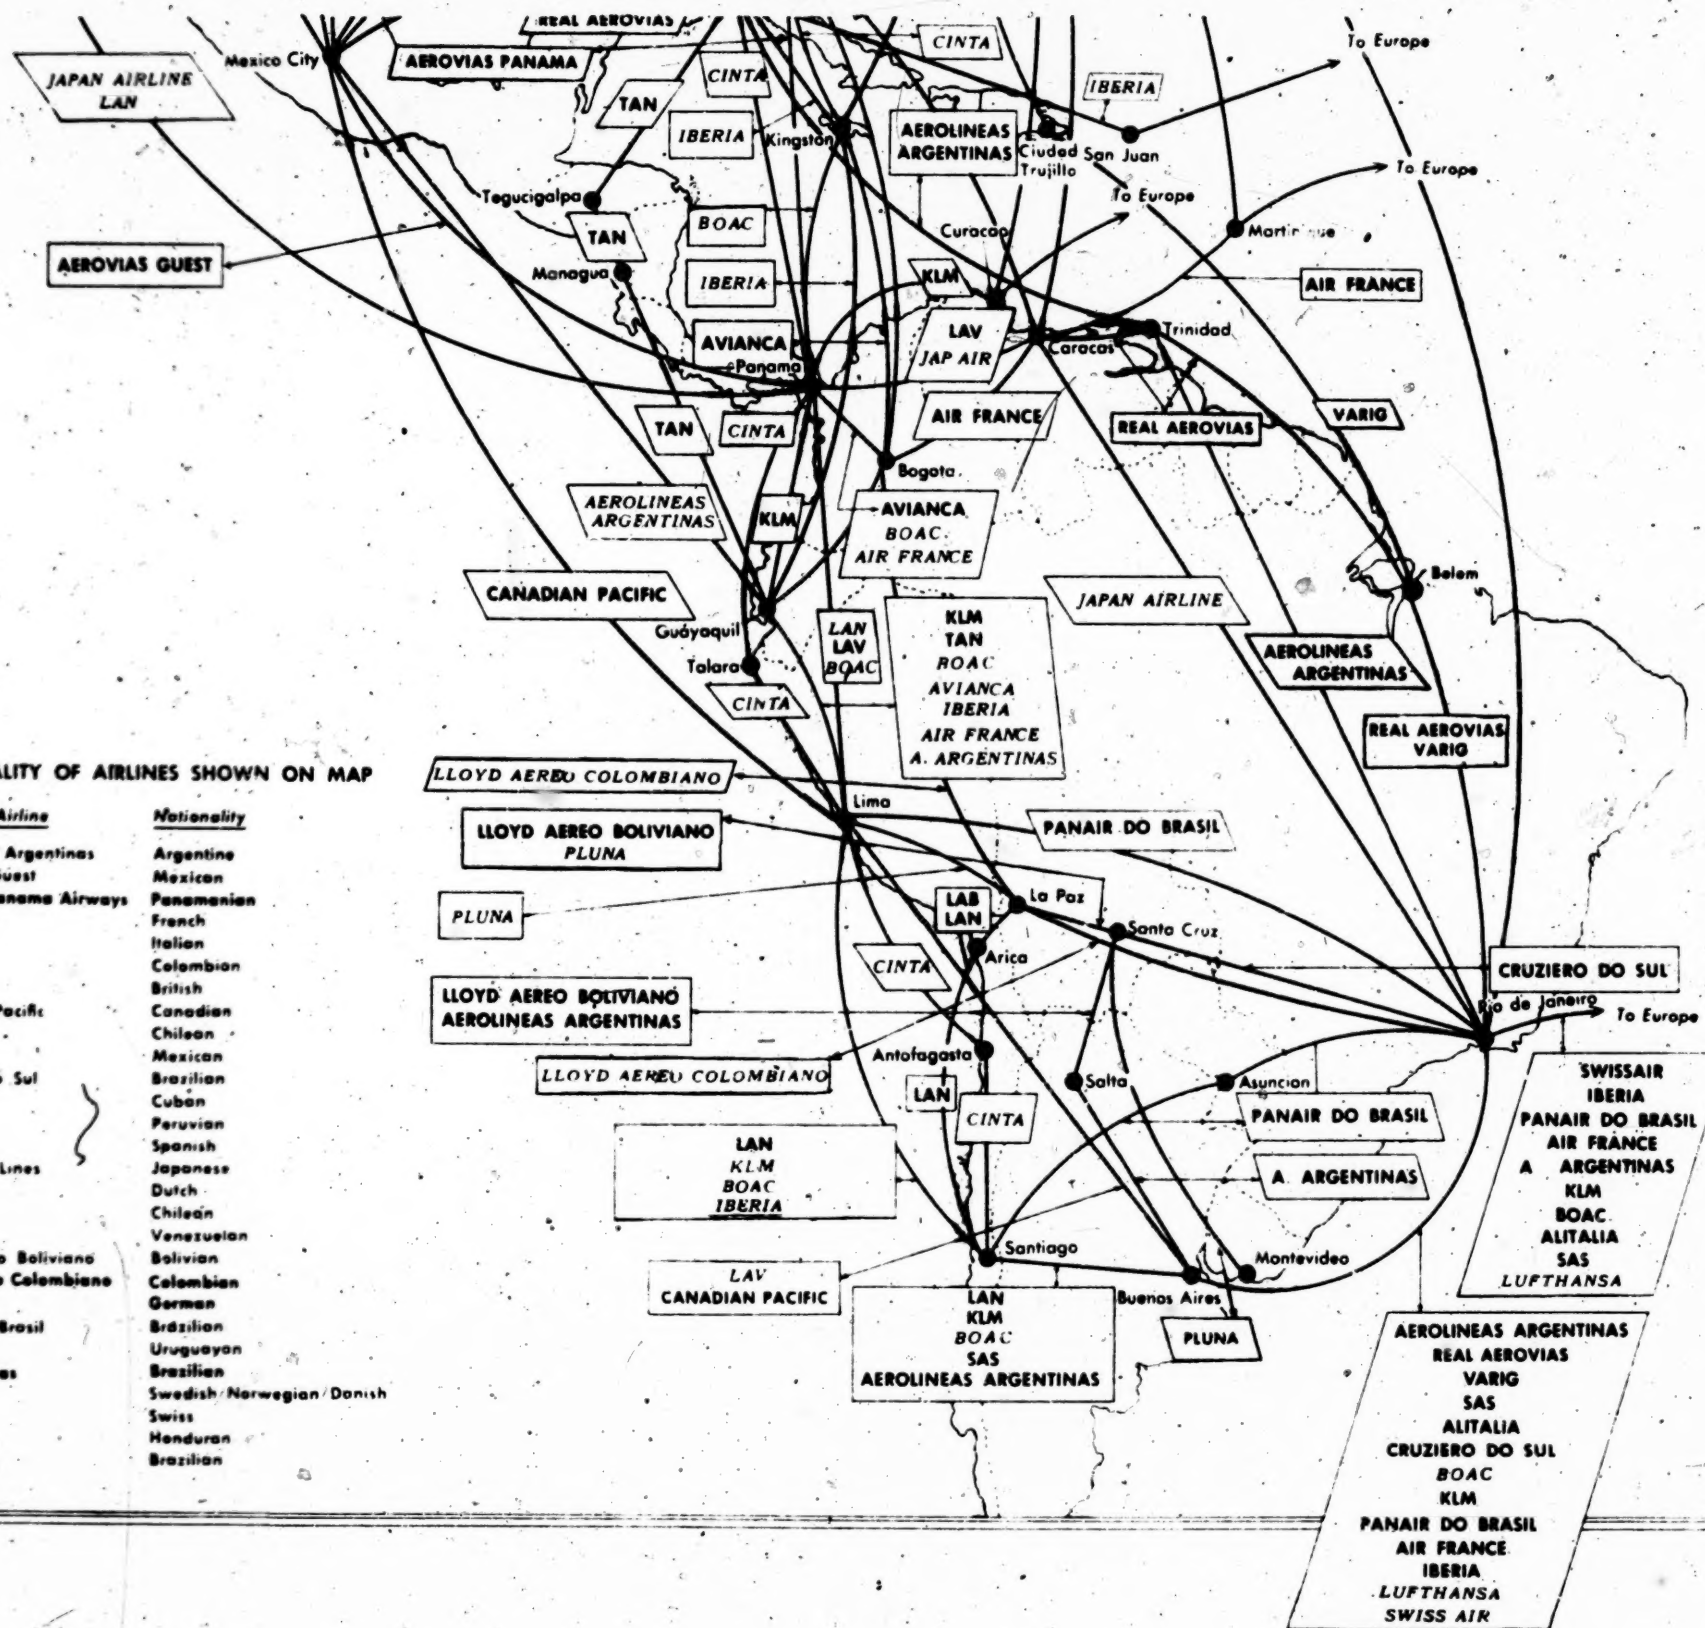 REAL AEROVIAS
CINTA
To Europe
Mexico City
AEROVIAS PANAMA
JAPAN AIRLINE
LAN
CINTA
IBERIA
TAN
IBERIA
Kingston
AEROLINEAS
ARGENTINAS
Ciudad
Trujillo
San Juan
To Europe
Tegucigalpa
To Europe
BOAC
TAN
Curacao
Martinique
AEROVIAS GUEST
Managua
IBERIA
KLM
AIR FRANCE
AVIANCA
LAV
JAP AIR
Trinidad
Caracas
Panama
TAN
CINTA
AIR FRANCE
REAL AEROVIAS
VARIG
Bogota
AEROLINEAS
ARGENTINAS
KLM
AVIANCA
BOAC
AIR FRANCE
Belem
CANADIAN PACIFIC
JAPAN AIRLINE
Guayaquil
LAN
LAV
BOAC
KLM
TAN
BOAC
AVIANCA
IBERIA
AIR FRANCE
A. ARGENTINAS
Talara
AEROLINEAS
ARGENTINAS
CINTA
REAL AEROVIAS
VARIG
LLOYD AEREO COLOMBIANO
Lima
LLOYD AEREO BOLIVIANO
PLUNA
PANAIR DO BRASIL
PLUNA
LAB
LAN
La Paz
Santa Cruz
Arica
CINTA
CRUZIERO DO SUL
LLOYD AEREO BOLIVIANO
AEROLINEAS ARGENTINAS
Rio de Janeiro
To Europe
Antofagasta
LLOYD AEREO COLOMBIANO
Salta
Asuncion
LAN
CINTA
PANAIR DO BRASIL
SWISSAIR
IBERIA
PANAIR DO BRASIL
AIR FRANCE
A ARGENTINAS
KLM
BOAC
ALITALIA
SAS
LUFTHANSA
LAN
KLM
BOAC
IBERIA
A. ARGENTINAS
Santiago
Montevideo
LAV
CANADIAN PACIFIC
Buenos Aires
LAN
KLM
BOAC
SAS
AEROLINEAS ARGENTINAS
PLUNA
AEROLINEAS ARGENTINAS
REAL AEROVIAS
VARIG
SAS
ALITALIA
CRUZIERO DO SUL
BOAC
KLM
PANAIR DO BRASIL
AIR FRANCE
IBERIA
LUFTHANSA
SWISS AIR
OF AIRLINES SHOWN ON MAP
Airline Nationality
Argentinas Argentine
Mexican
Airways Panamanian
French
Italian
Colombian
British
Pacific Canadian
Chilean
Mexican
Sul Brazilian
Cuban
Peruvian
Spanish
Lines Japanese
Dutch
Chilean
Venezuelan
Boliviano Bolivian
Colombiano Colombian
German
Brasil Brazilian
Uruguayan
Brazilian
Swedish/Norwegian/Danish
Swiss
Honduran
Brazilian